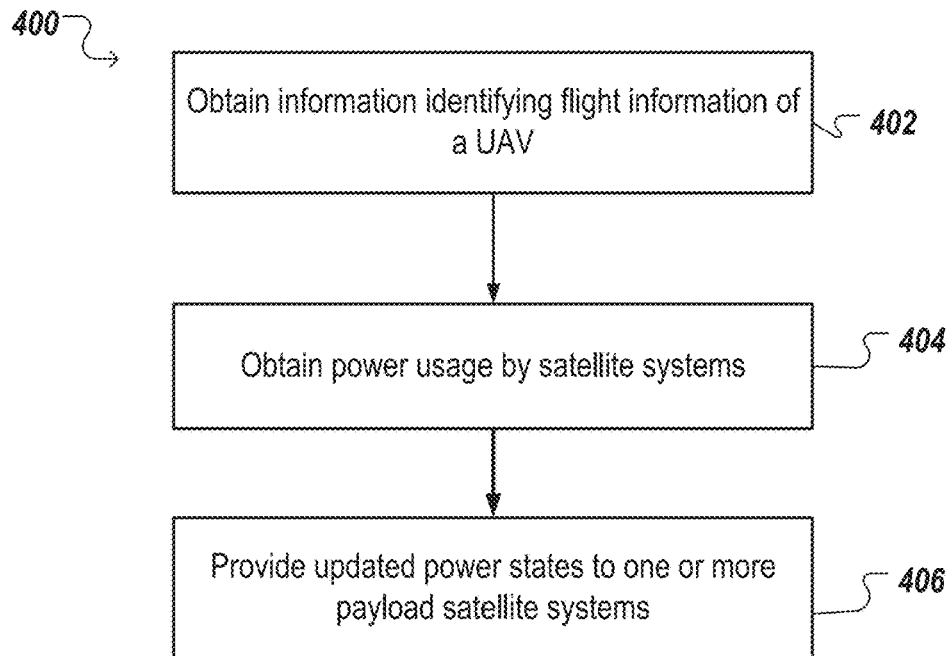 400
Obtain information identifying flight information of
a UAV
402
Obtain power usage by satellite systems
404
Provide updated power states to one or more
payload satellite systems
406